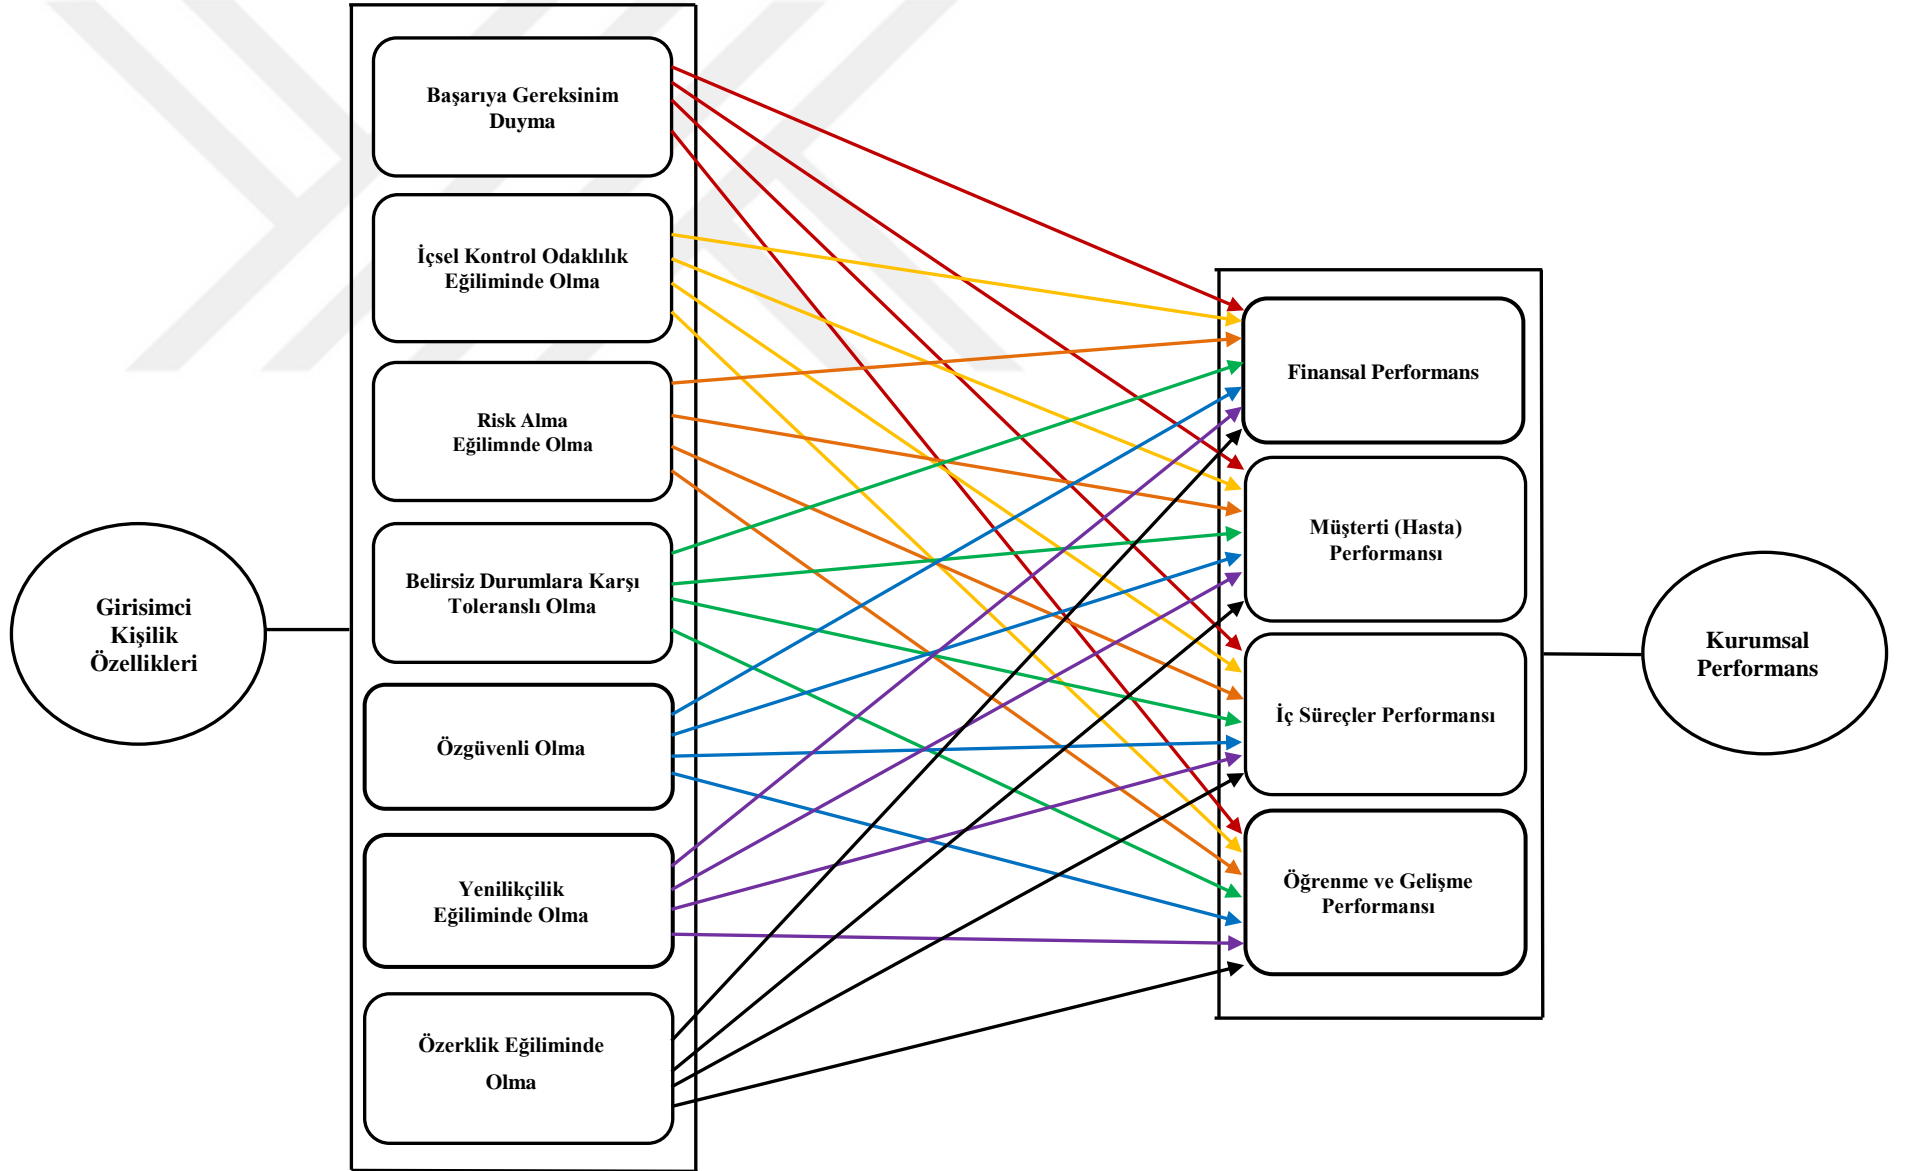 Girisimci
Kişilik
Özellikleri
Başarıya Gereksinim
Duyma
İçsel Kontrol Odaklılık
Eğiliminde Olma
Risk Alma
Eğilimnde Olma
Belirsiz Durumlara Karşı
Toleranslı Olma
Özgüvenli Olma
Yenilikçilik
Eğiliminde Olma
Özerklik Eğiliminde
Olma
Finansal Performans
Müşterti (Hasta)
Performansı
İç Süreçler Performansı
Öğrenme ve Gelişme
Performansı
Kurumsal
Performans